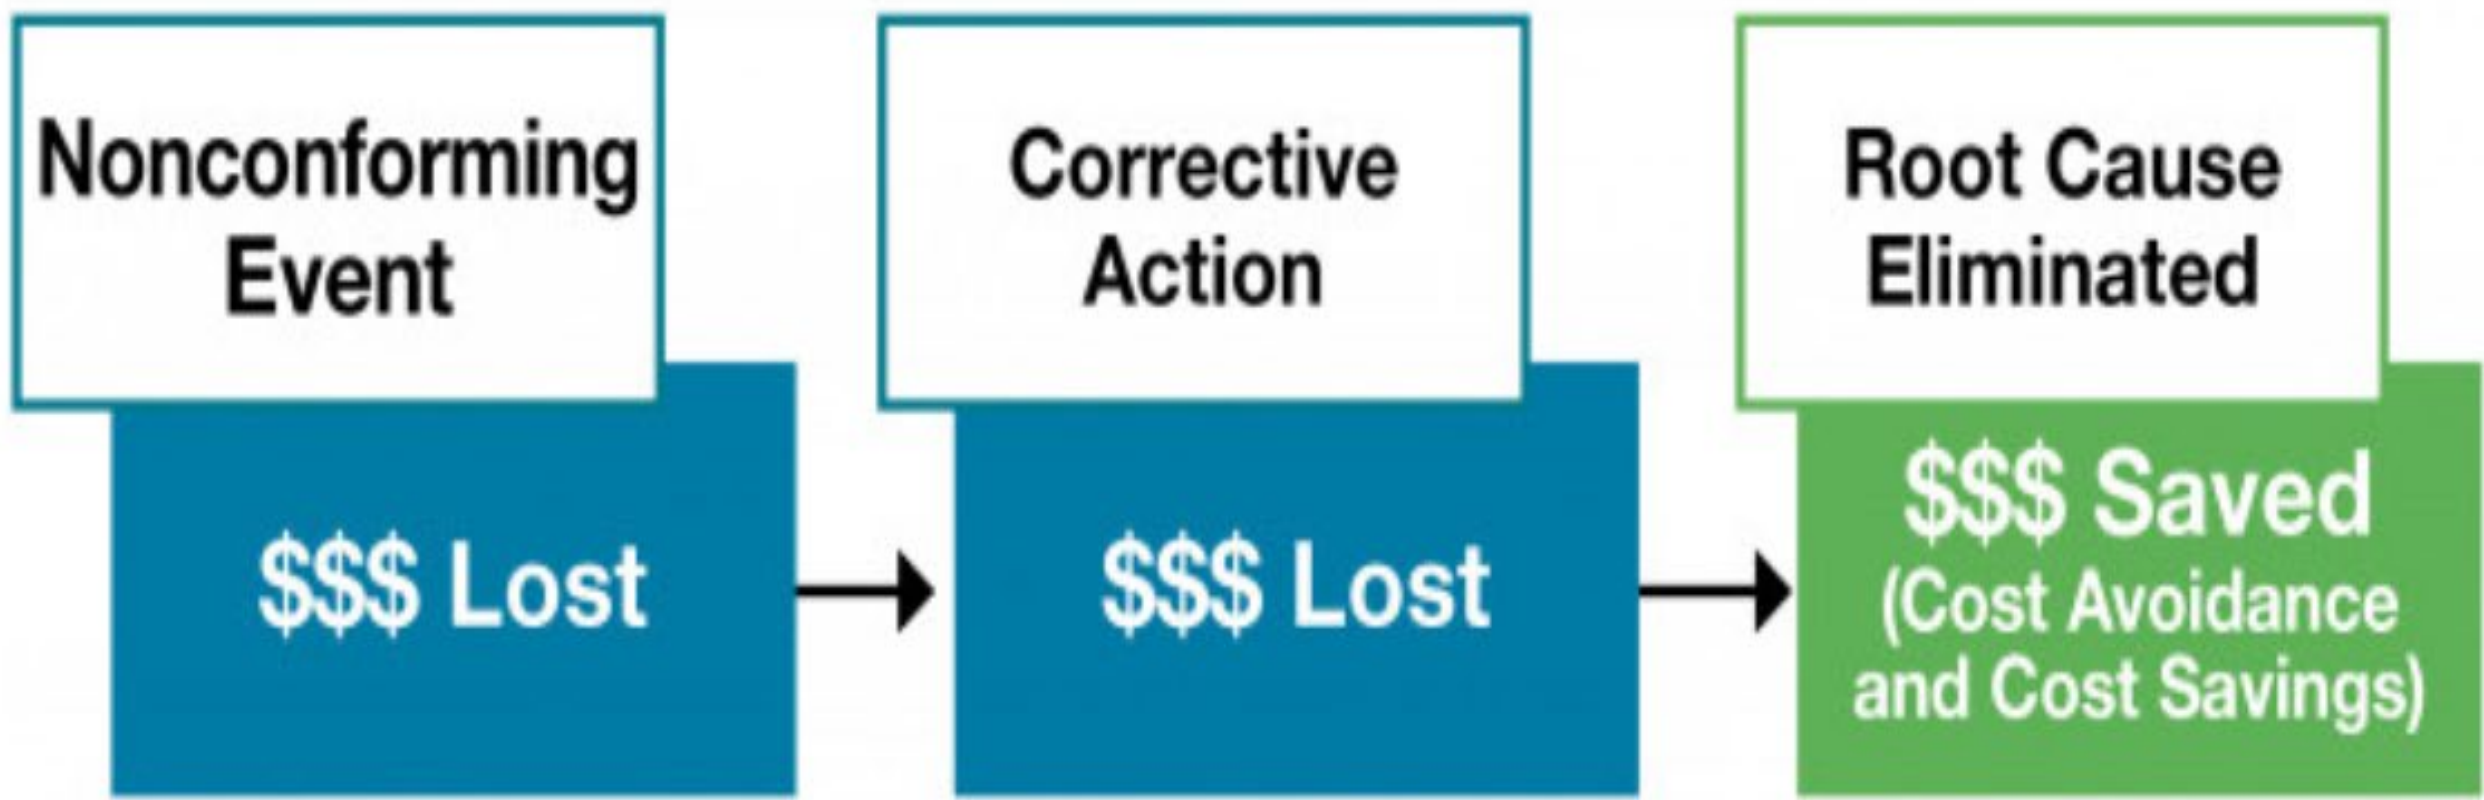 Nonconforming
Event
$$$ Lost
Corrective
Action
$$$ Lost
Root Cause
Eliminated
$$$ Saved
(Cost Avoidance
and Cost Savings)